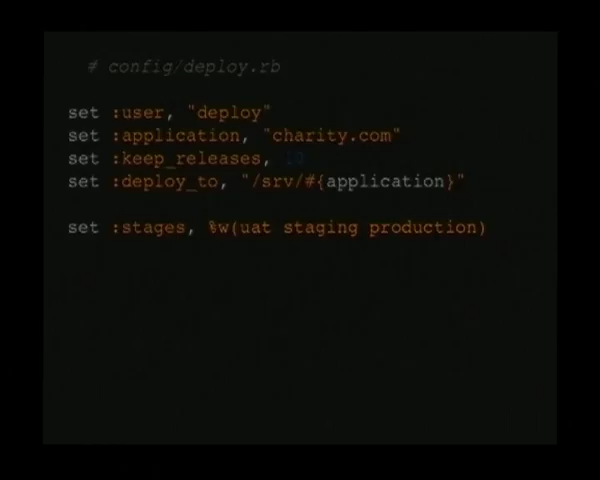 # config/deploy.rb
set :user, "deploy"
set :application, "charity.com"
set :keep_releases,
set :deploy_to, "/srv/#{application}"
set :stages, %w(uat staging production)